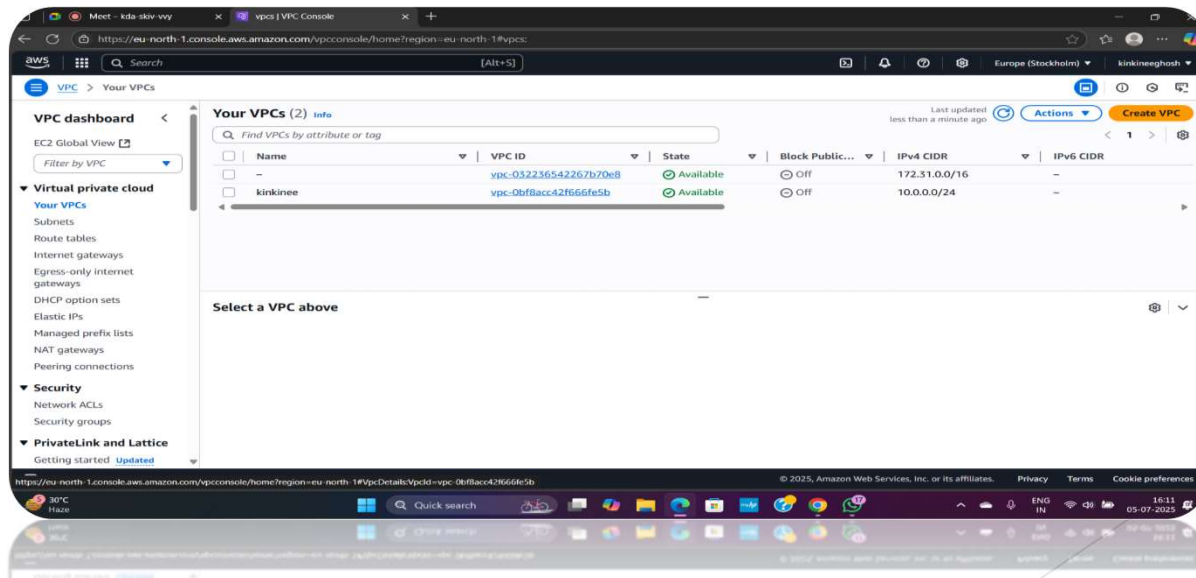 Meet - kda-skiv-vvy
vpcs | VPC Console
https://eu-north-1.console.aws.amazon.com/vpcconsole/home?region=eu-north-1#vpcs:
aws Search [Alt+S] Europe (Stockholm) kinkineeghosh
VPC > Your VPCs
VPC dashboard
EC2 Global View
Filter by VPC
Virtual private cloud
Your VPCs
Subnets
Route tables
Internet gateways
Egress-only internet
gateways
DHCP option sets
Elastic IPs
Managed prefix lists
NAT gateways
Peering connections
Security
Network ACLs
Security groups
PrivateLink and Lattice
Getting started Updated
Your VPCs (2) Info
Last updated
less than a minute ago
Actions
Create VPC
Find VPCs by attribute or tag
1
Name VPC ID State Block Public... IPv4 CIDR IPv6 CIDR
– vpc-032236542267b70e8 Available Off 172.31.0.0/16 –
kinkinee vpc-0bf8acc42f666fe5b Available Off 10.0.0.0/24 –
Select a VPC above
https://eu-north-1.console.aws.amazon.com/vpcconsole/home?region=eu-north-1#VpcDetails:VpcId=vpc-0bf8acc42f666fe5b
© 2025, Amazon Web Services, Inc. or its affiliates. Privacy Terms Cookie preferences
30°C
Haze
Quick search
ENG
IN
16:11
05-07-2025